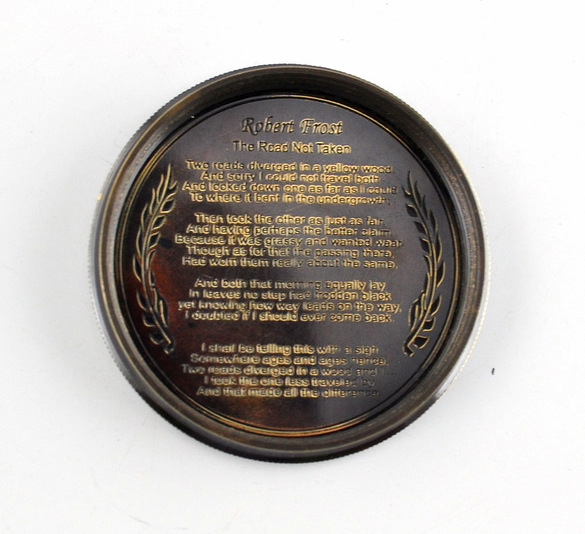 Robert Frost
The Road Not Taken
Two roads diverged in a yellow wood,
And sorry I could not travel both
And looked down one as far as I could
To where it bent in the undergrowth;
Then took the other as just as fair
And having perhaps the better claim
Because it was grassy and wanted wear
Though as for that the passing there,
Had worn them really about the same,
And both that morning equally lay
In leaves no step had trodden black
yet knowing how way leads on the way,
I doubted if I should ever come back.
I shall be telling this with a sigh
Somewhere ages and ages hence,
Two roads diverged in a wood and I...
I took the one less traveled by
And that made all the difference